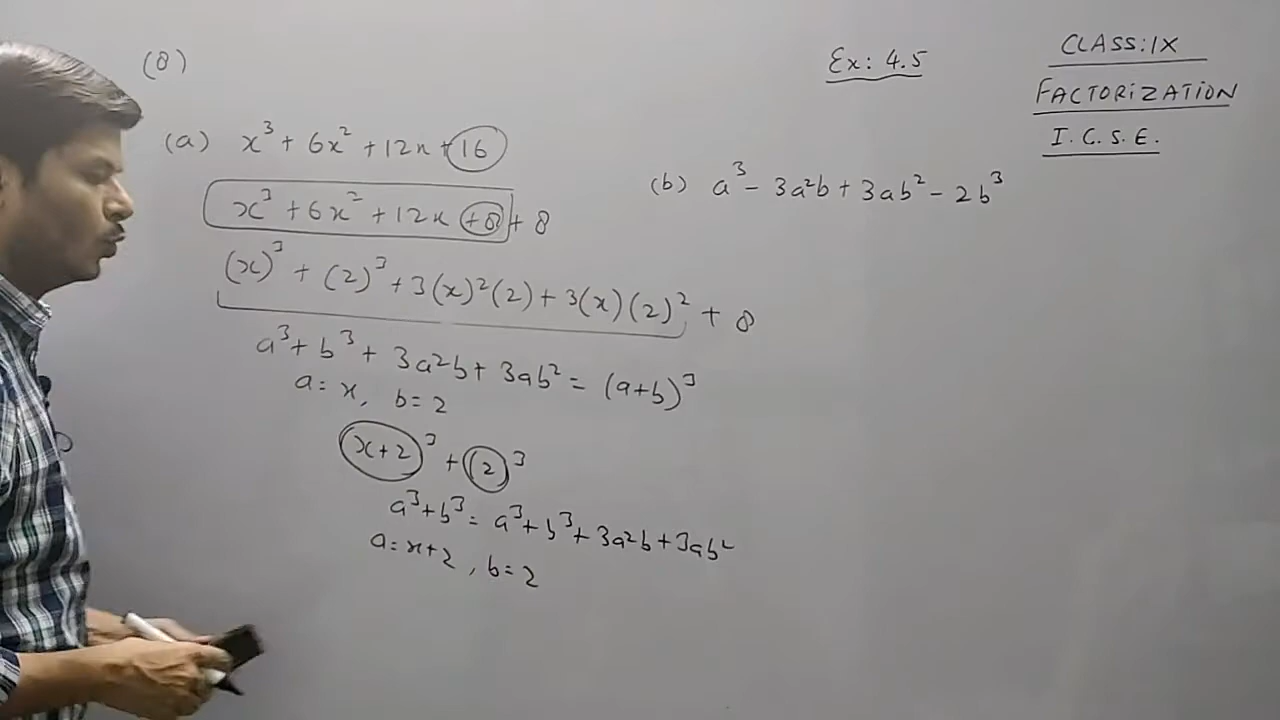 (8)
(a) x³ + 6x² + 12x + 16
x³ + 6x² + 12x + 8 + 8
(x)³ + (2)³ + 3(x)²(2) + 3(x)(2)² + 8
a³ + b³ + 3a²b + 3ab² = (a+b)³
a = x, b = 2
(x+2)³ + (2)³
a³ + b³ = a³ + b³ + 3a²b + 3ab²
a = x+2, b = 2
Ex: 4.5
(b) a³ - 3a²b + 3ab² - 2b³
CLASS: IX
FACTORIZATION
I.C.S.E.